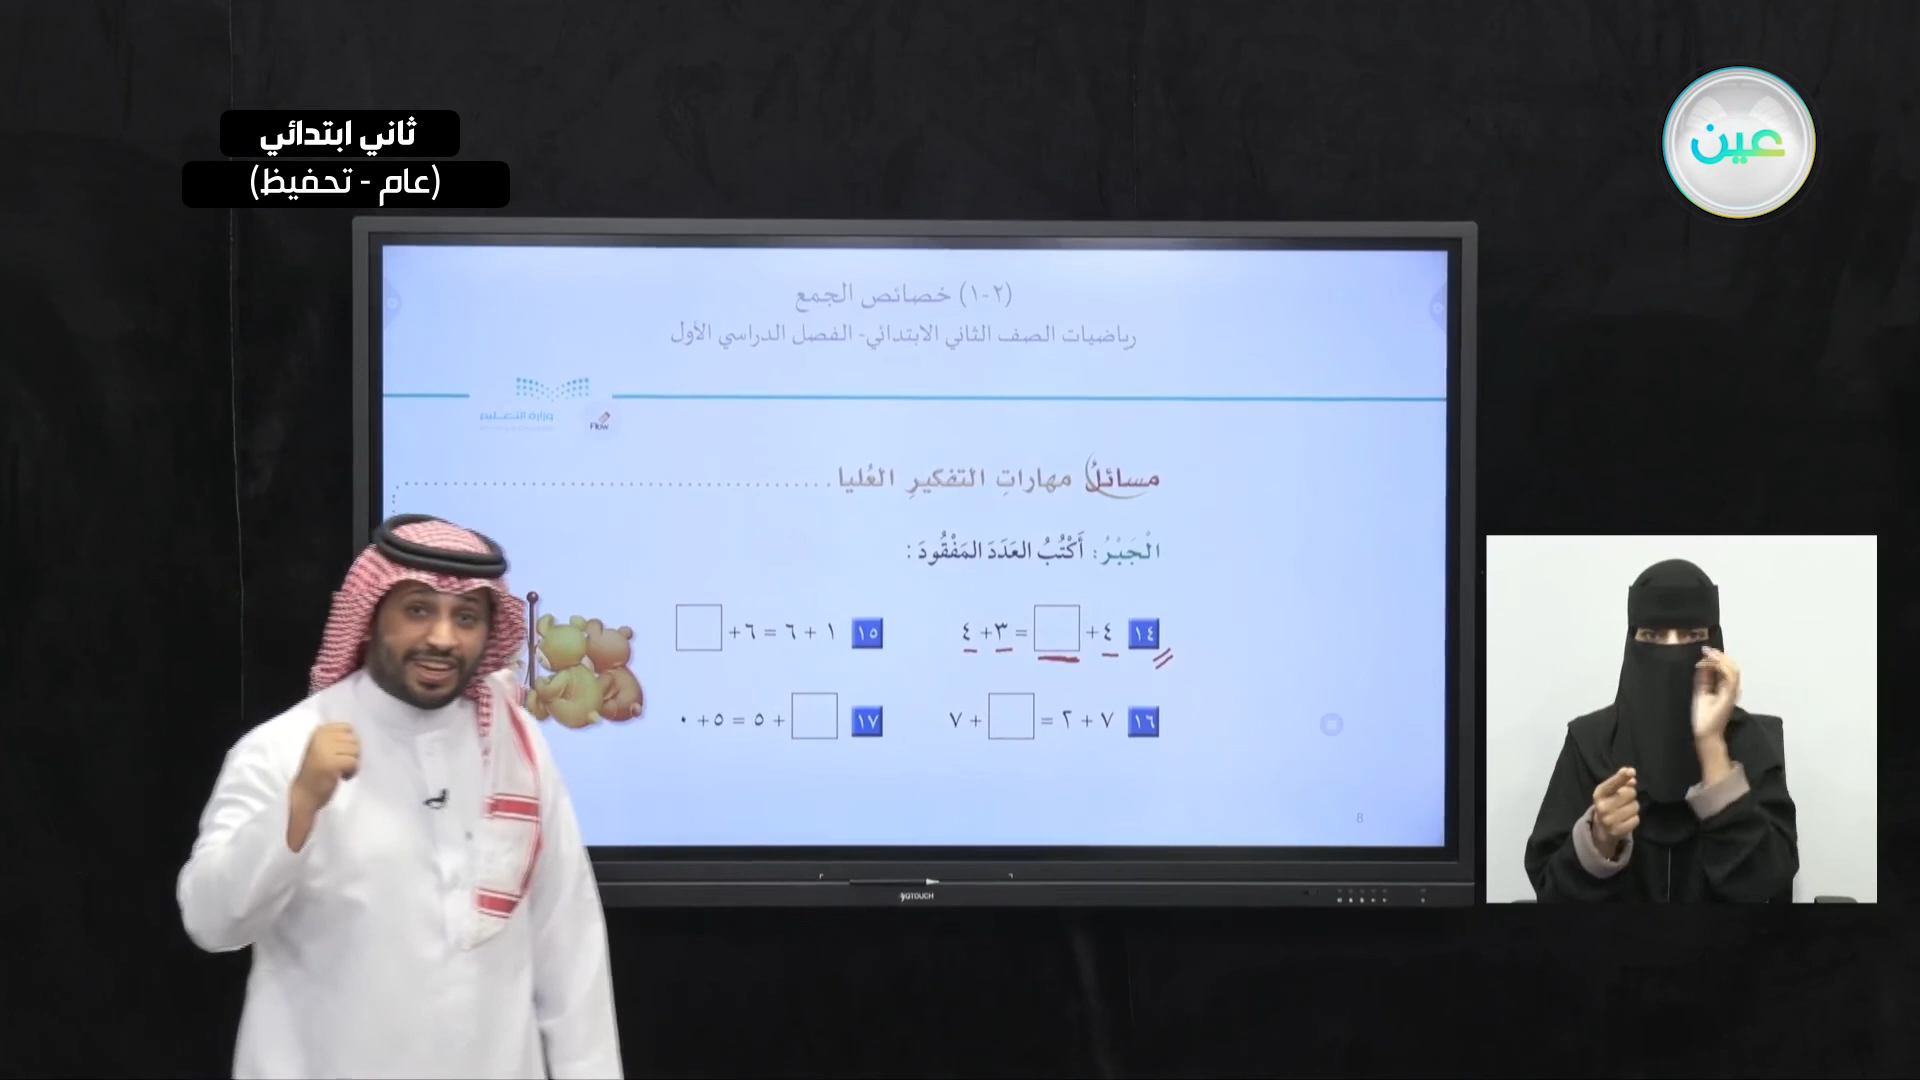 ثاني ابتدائي
(عام - تحفيظ)
عين
(٢-١) خصائص الجمع
رياضيات الصف الثاني الابتدائي- الفصل الدراسي الأول
وزارة التعليم
Flow
مسائلُ مهاراتِ التفكيرِ العُليا
الْجَبْرُ: أَكْتُبُ العَدَدَ المَفْقُودَ:
١٤ ٤ + □ = ٣+ ٤
١٥ ١ + ٦ = ٦+ □
١٦ ٧ + ٢ = □ + ٧
١٧ □ + ٥ = ٥+ ٠
8